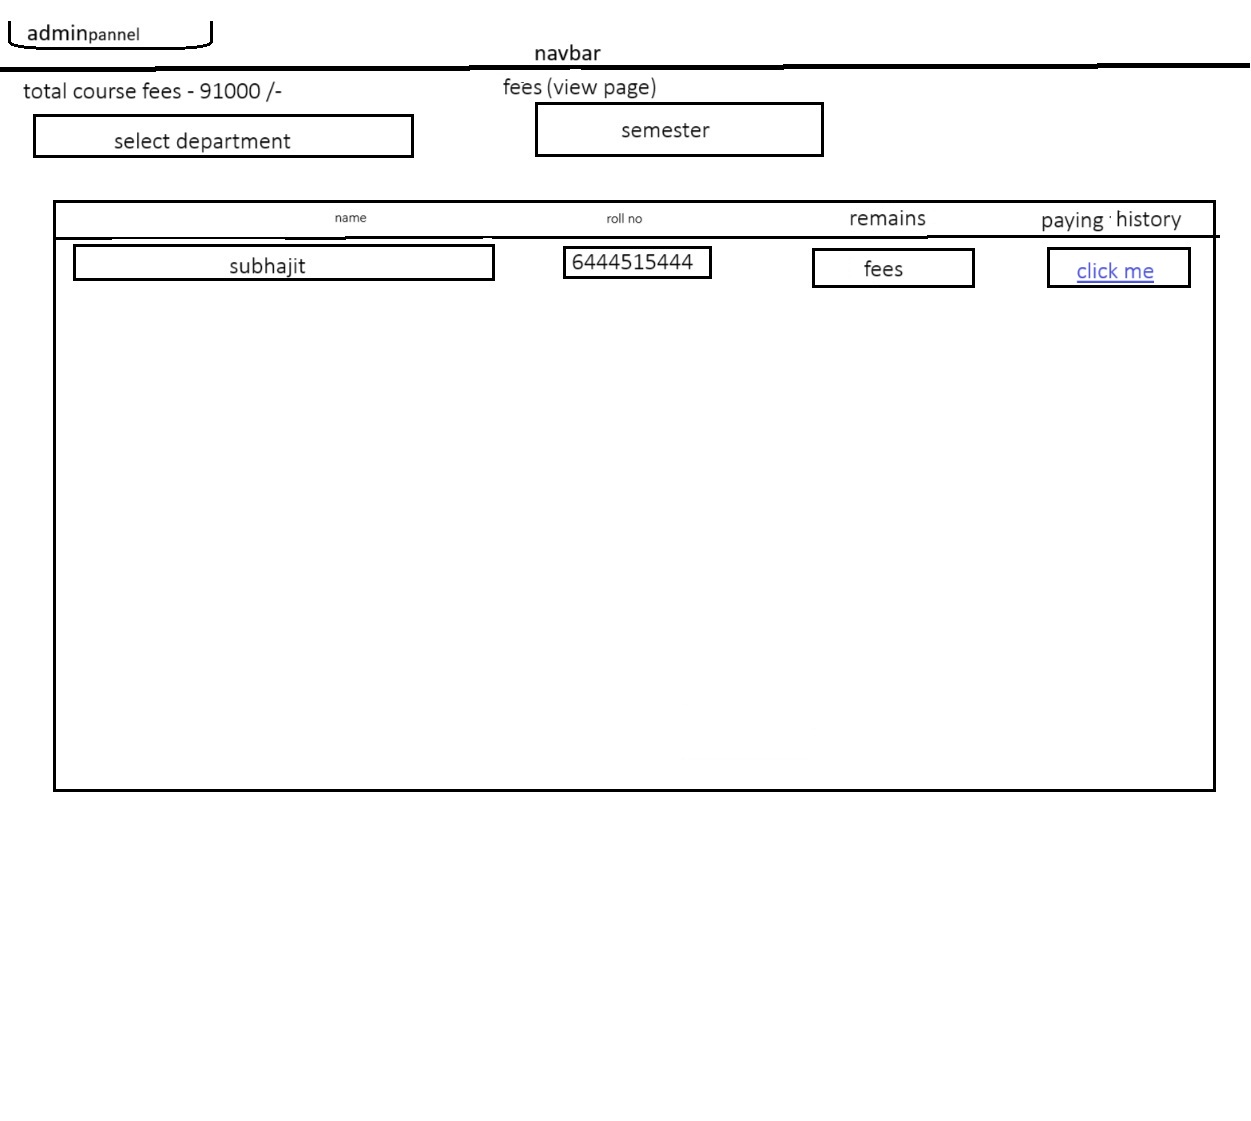 adminpannel
navbar
total course fees - 91000 /-
fees (view page)
select department
semester
name roll no remains paying history
subhajit 6444515444 fees click me